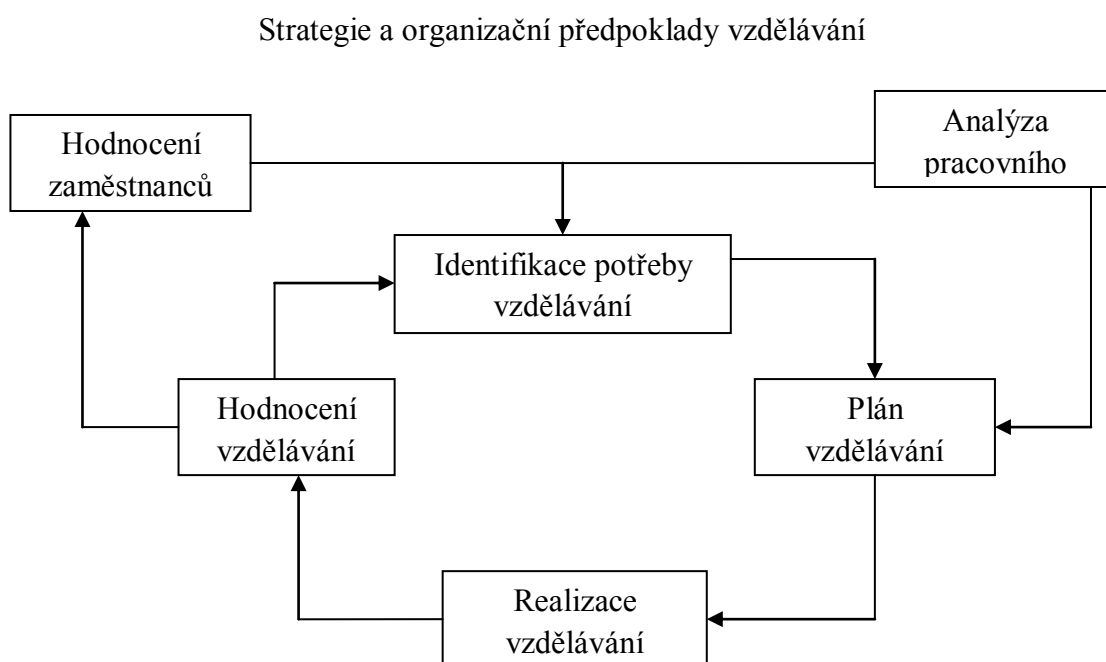 Strategie a organizační předpoklady vzdělávání
Hodnocení
zaměstnanců
Analýza
pracovního
Identifikace potřeby
vzdělávání
Hodnocení
vzdělávání
Plán
vzdělávání
Realizace
vzdělávání